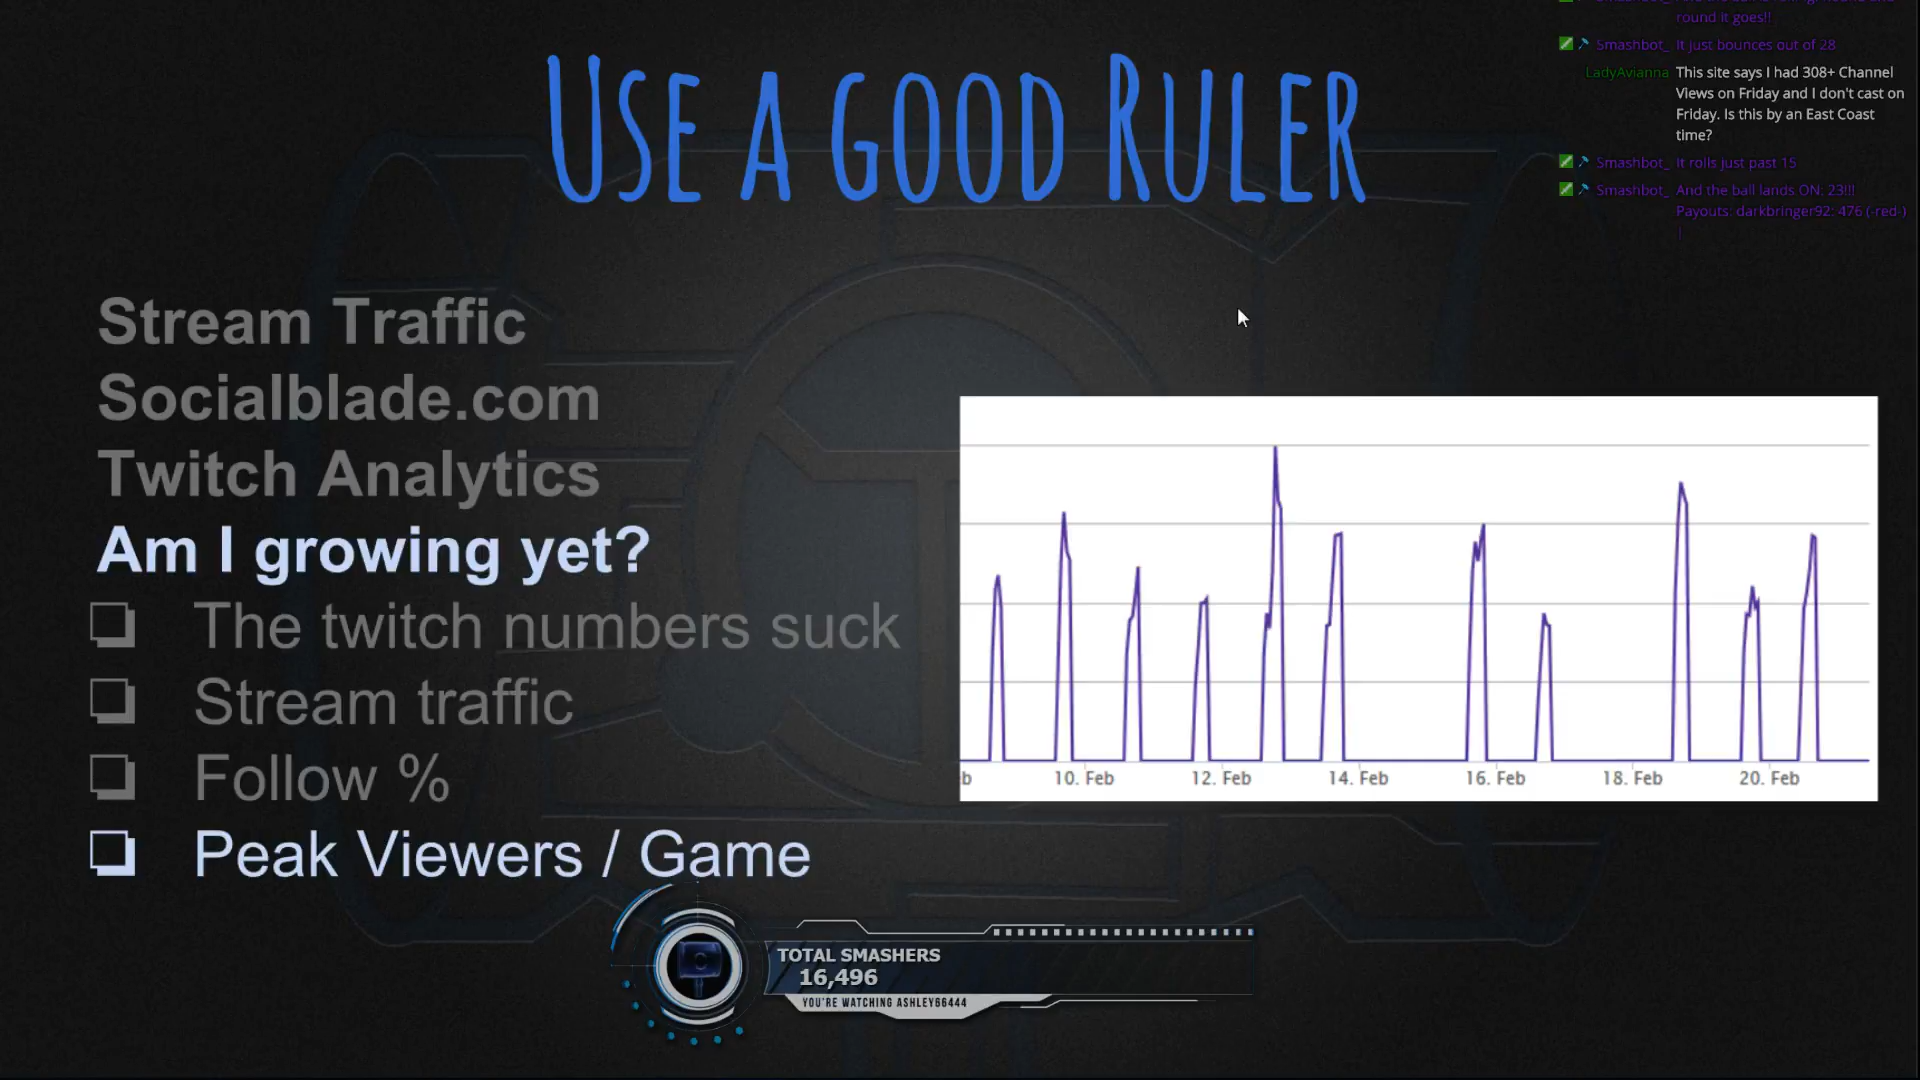 round it goes!!
Smashbot_ It just bounces out of 28
LadyAvianna This site says I had 308+ Channel
Views on Friday and I don't cast on
Friday. Is this by an East Coast
time?
Smashbot_ It rolls just past 15
Smashbot_ And the ball lands ON: 23!!!
Payouts: darkbringer92: 476 (-red-)
|
USE A GOOD RULER
Stream Traffic
Socialblade.com
Twitch Analytics
Am I growing yet?
The twitch numbers suck
Stream traffic
Follow %
Peak Viewers / Game
b 10. Feb 12. Feb 14. Feb 16. Feb 18. Feb 20. Feb
TOTAL SMASHERS
16,496
YOU'RE WATCHING ASHLEY66444